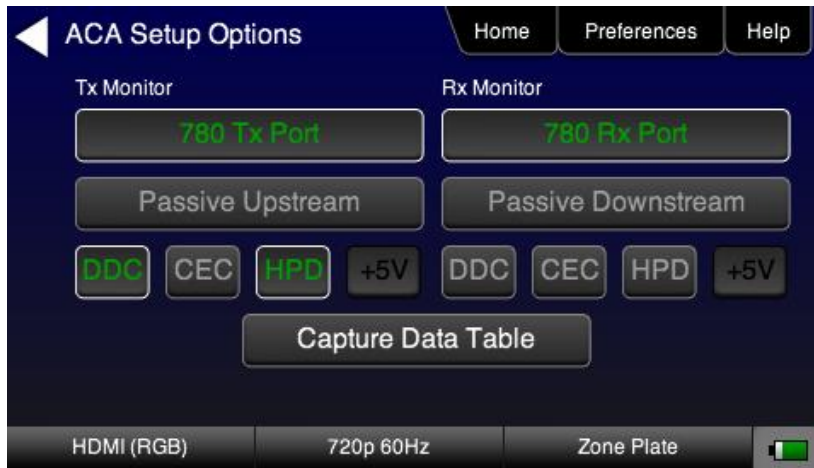 ACA Setup Options Home Preferences Help
Tx Monitor Rx Monitor
780 Tx Port 780 Rx Port
Passive Upstream Passive Downstream
DDC CEC HPD +5V DDC CEC HPD +5V
Capture Data Table
HDMI (RGB) 720p 60Hz Zone Plate